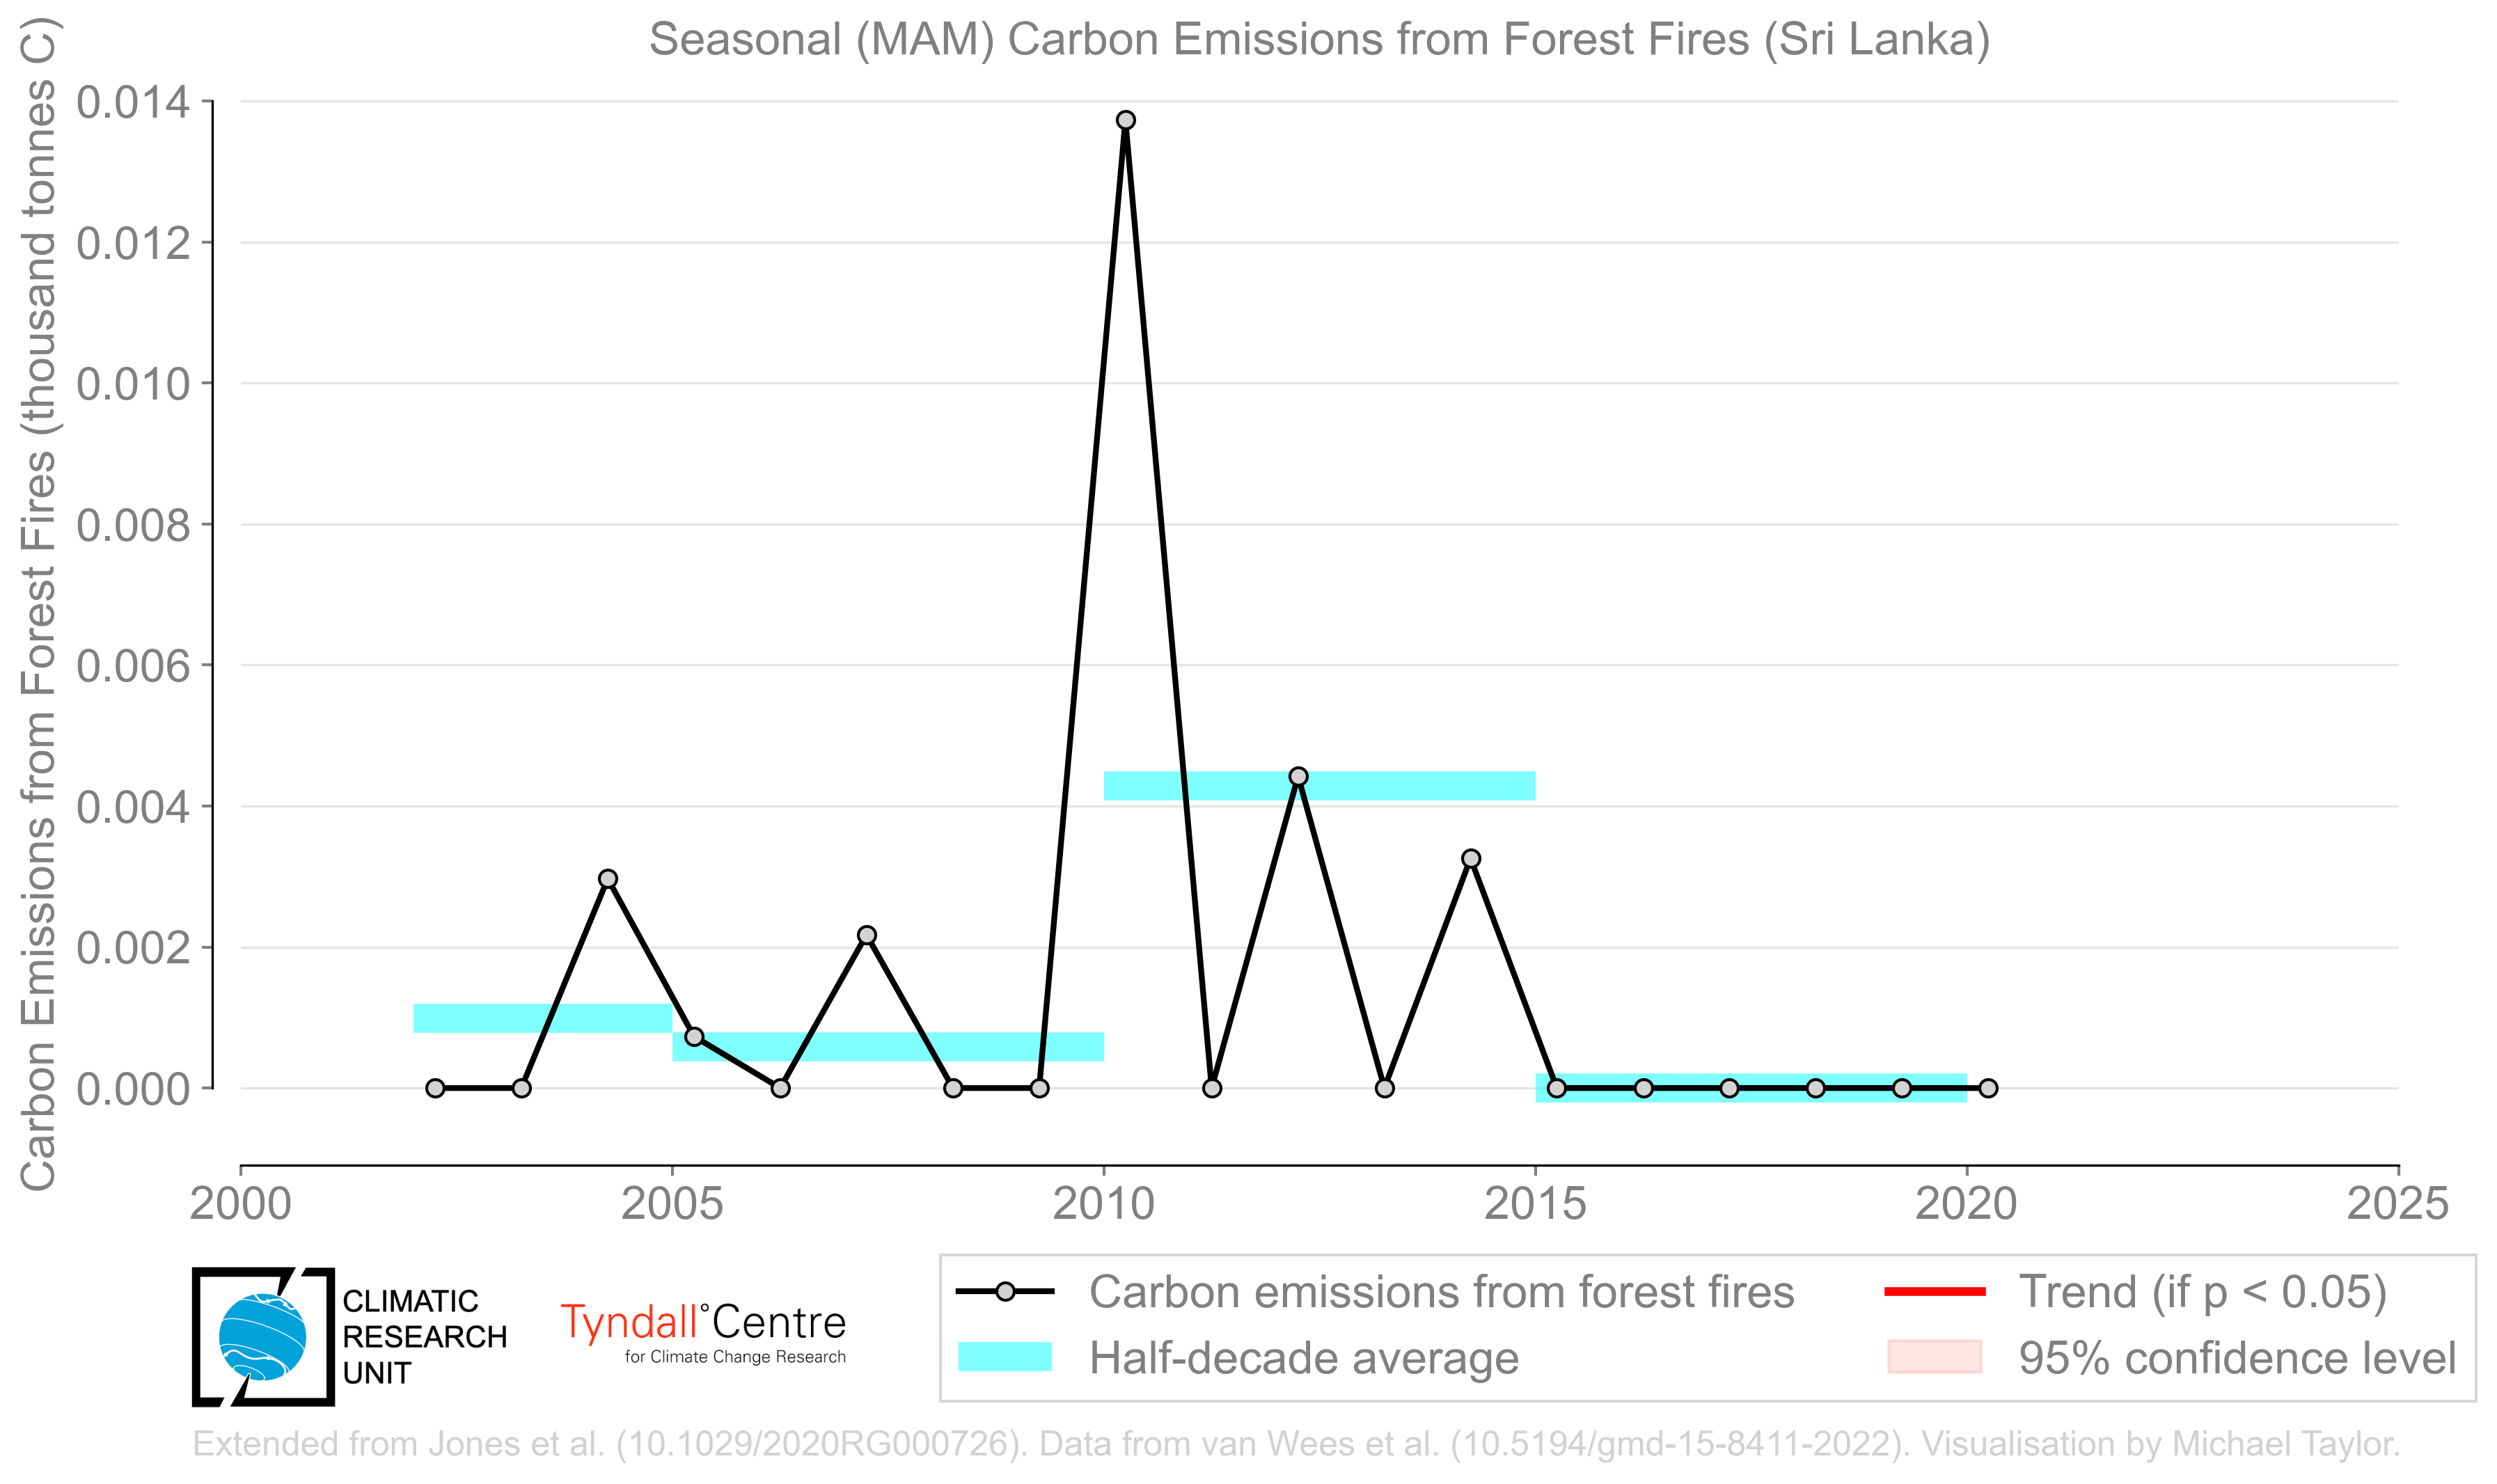 Seasonal (MAM) Carbon Emissions from Forest Fires (Sri Lanka)
Carbon Emissions from Forest Fires (thousand tonnes C)
0.014
0.012
0.010
0.008
0.006
0.004
0.002
0.000
2000 2005 2010 2015 2020 2025
CLIMATIC
RESEARCH
UNIT
Tyndall°Centre
for Climate Change Research
Carbon emissions from forest fires
Half-decade average
Trend (if p < 0.05)
95% confidence level
Extended from Jones et al. (10.1029/2020RG000726). Data from van Wees et al. (10.5194/gmd-15-8411-2022). Visualisation by Michael Taylor.